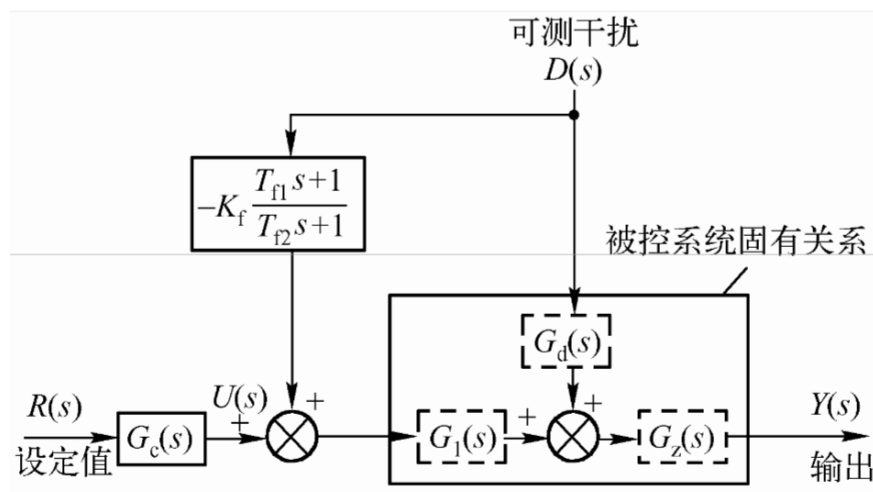 可测干扰
D(s)
−K_f (T_f1 s+1)/(T_f2 s+1)
被控系统固有关系
G_d(s)
R(s)
U(s)
+
+
+
+
Y(s)
G_c(s)
G_1(s)
G_z(s)
设定值
输出